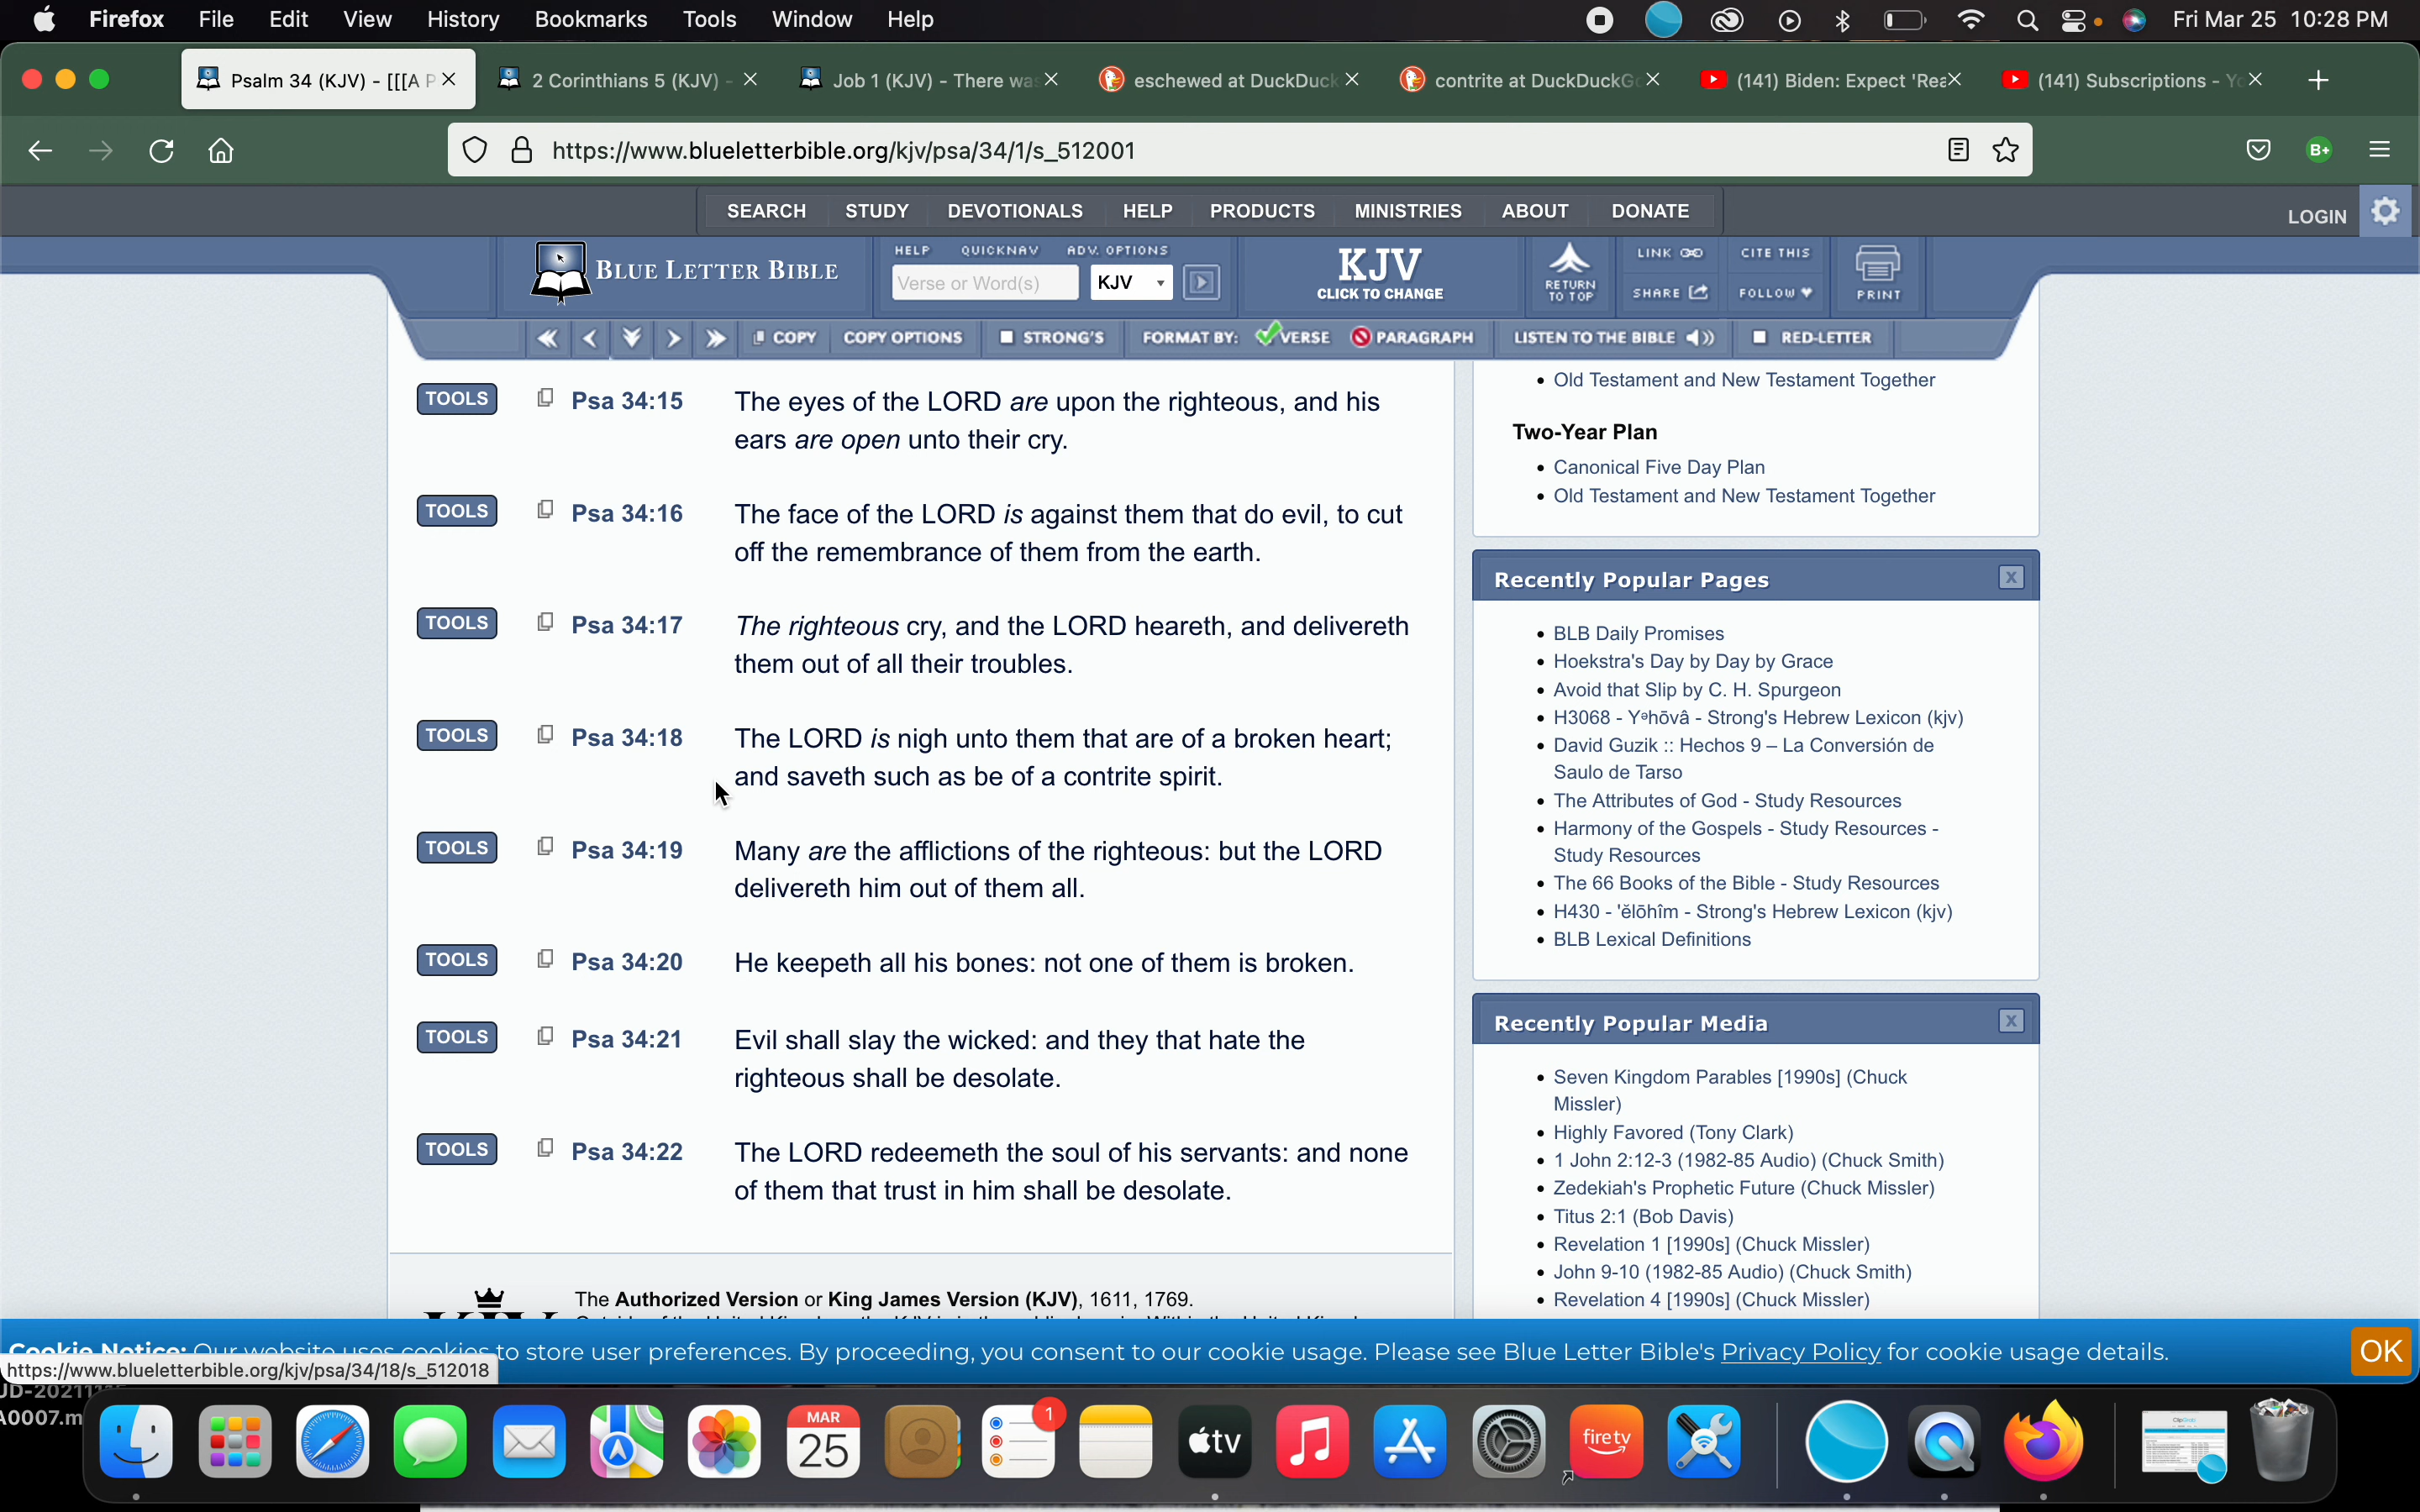 Firefox File Edit View History Bookmarks Tools Window Help Fri Mar 25 10:28 PM
Psalm 34 (KJV) - [[[A P 2 Corinthians 5 (KJV) - Job 1 (KJV) - There was eschewed at DuckDuck contrite at DuckDuckGo (141) Biden: Expect 'Rea (141) Subscriptions - Yo
https://www.blueletterbible.org/kjv/psa/34/1/s_512001 B+
SEARCH STUDY DEVOTIONALS HELP PRODUCTS MINISTRIES ABOUT DONATE LOGIN
BLUE LETTER BIBLE
HELP QUICKNAV ADV. OPTIONS
Verse or Word(s) KJV
KJV
CLICK TO CHANGE
RETURN
TO TOP
LINK CITE THIS
SHARE FOLLOW PRINT
COPY COPY OPTIONS STRONG'S FORMAT BY: VERSE PARAGRAPH LISTEN TO THE BIBLE RED-LETTER
TOOLS Psa 34:15 The eyes of the LORD are upon the righteous, and his
ears are open unto their cry.
TOOLS Psa 34:16 The face of the LORD is against them that do evil, to cut
off the remembrance of them from the earth.
TOOLS Psa 34:17 The righteous cry, and the LORD heareth, and delivereth
them out of all their troubles.
TOOLS Psa 34:18 The LORD is nigh unto them that are of a broken heart;
and saveth such as be of a contrite spirit.
TOOLS Psa 34:19 Many are the afflictions of the righteous: but the LORD
delivereth him out of them all.
TOOLS Psa 34:20 He keepeth all his bones: not one of them is broken.
TOOLS Psa 34:21 Evil shall slay the wicked: and they that hate the
righteous shall be desolate.
TOOLS Psa 34:22 The LORD redeemeth the soul of his servants: and none
of them that trust in him shall be desolate.
The Authorized Version or King James Version (KJV), 1611, 1769.
• Old Testament and New Testament Together
Two-Year Plan
• Canonical Five Day Plan
• Old Testament and New Testament Together
Recently Popular Pages X
• BLB Daily Promises
• Hoekstra's Day by Day by Grace
• Avoid that Slip by C. H. Spurgeon
• H3068 - Yᵊhōvâ - Strong's Hebrew Lexicon (kjv)
• David Guzik :: Hechos 9 – La Conversión de
Saulo de Tarso
• The Attributes of God - Study Resources
• Harmony of the Gospels - Study Resources -
Study Resources
• The 66 Books of the Bible - Study Resources
• H430 - 'ĕlōhîm - Strong's Hebrew Lexicon (kjv)
• BLB Lexical Definitions
Recently Popular Media X
• Seven Kingdom Parables [1990s] (Chuck
Missler)
• Highly Favored (Tony Clark)
• 1 John 2:12-3 (1982-85 Audio) (Chuck Smith)
• Zedekiah's Prophetic Future (Chuck Missler)
• Titus 2:1 (Bob Davis)
• Revelation 1 [1990s] (Chuck Missler)
• John 9-10 (1982-85 Audio) (Chuck Smith)
• Revelation 4 [1990s] (Chuck Missler)
Cookie Notice: Our website uses cookies to store user preferences. By proceeding, you consent to our cookie usage. Please see Blue Letter Bible's Privacy Policy for cookie usage details. OK
https://www.blueletterbible.org/kjv/psa/34/18/s_512018
A0007.m
MAR
25
1
tv
fire tv